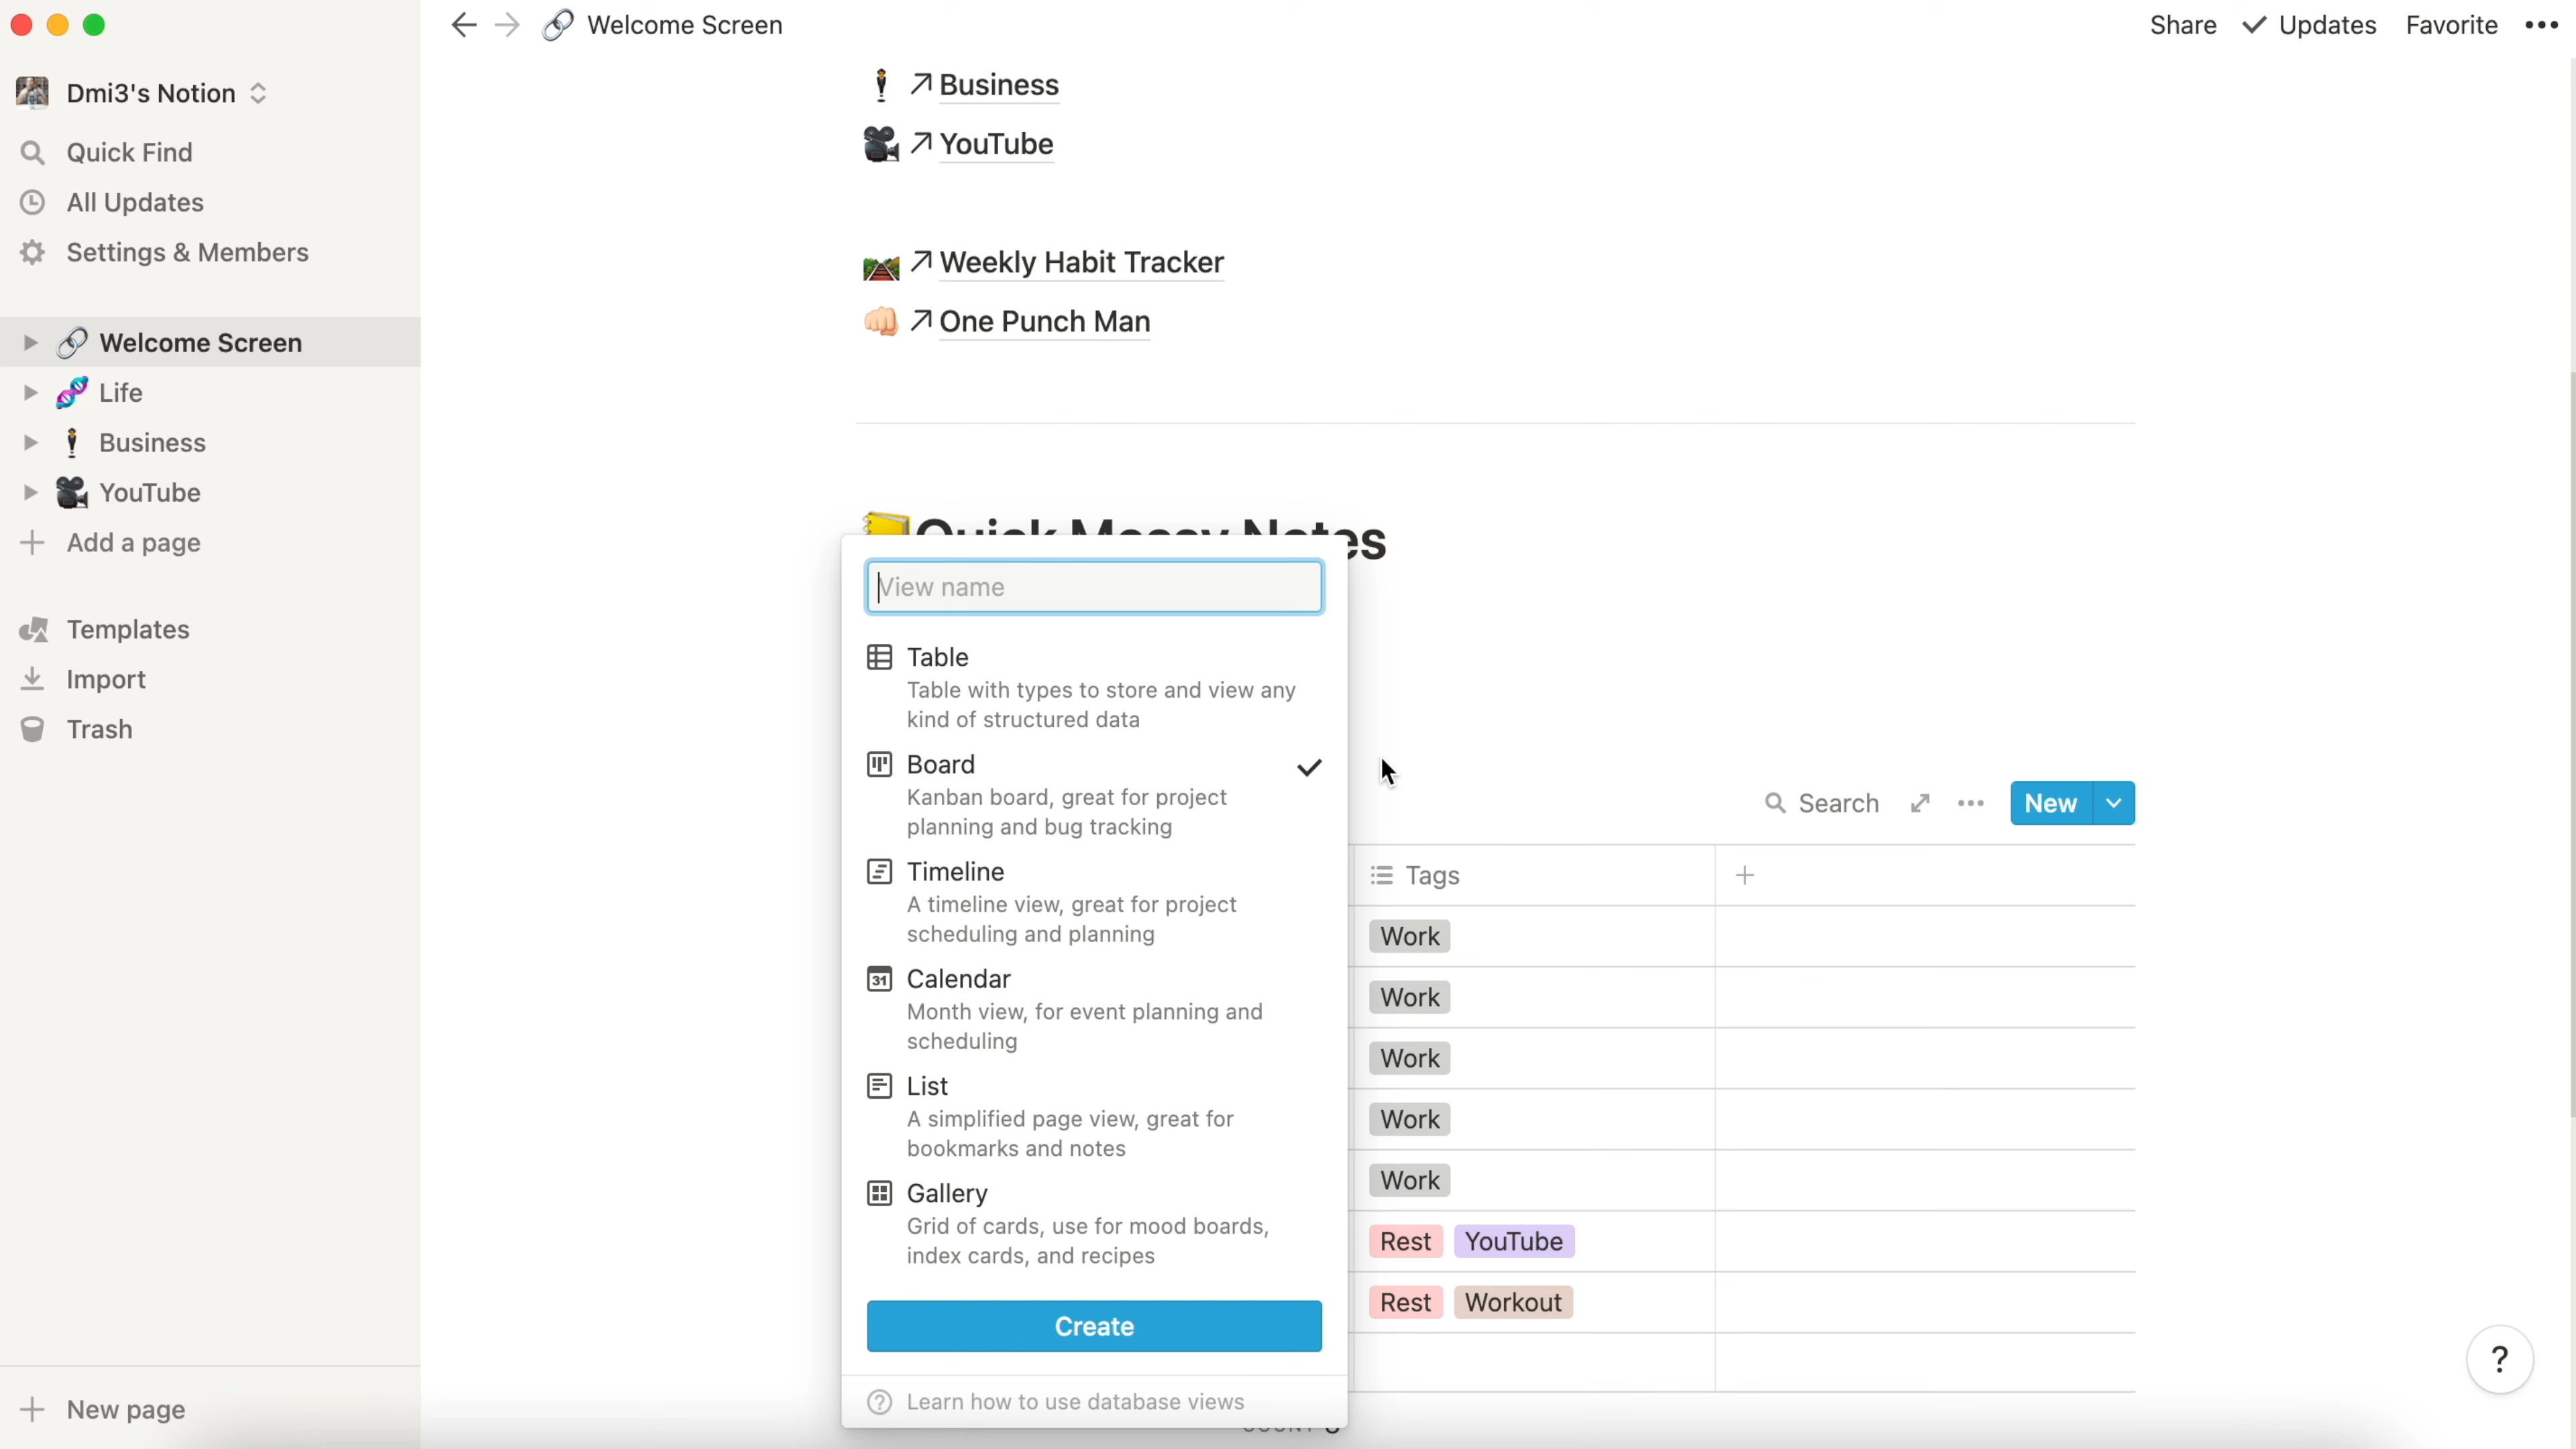 Welcome Screen
Share
Updates
Favorite
Dmi3's Notion
Quick Find
All Updates
Settings & Members
Welcome Screen
Life
Business
YouTube
Add a page
Templates
Import
Trash
New page
Business
YouTube
Weekly Habit Tracker
One Punch Man
Quick Messy Notes
View name
Table
Table with types to store and view any
kind of structured data
Board
Kanban board, great for project
planning and bug tracking
Timeline
A timeline view, great for project
scheduling and planning
31 Calendar
Month view, for event planning and
scheduling
List
A simplified page view, great for
bookmarks and notes
Gallery
Grid of cards, use for mood boards,
index cards, and recipes
Create
? Learn how to use database views
Search
New
Tags
Work
Work
Work
Work
Work
Rest YouTube
Rest Workout
?